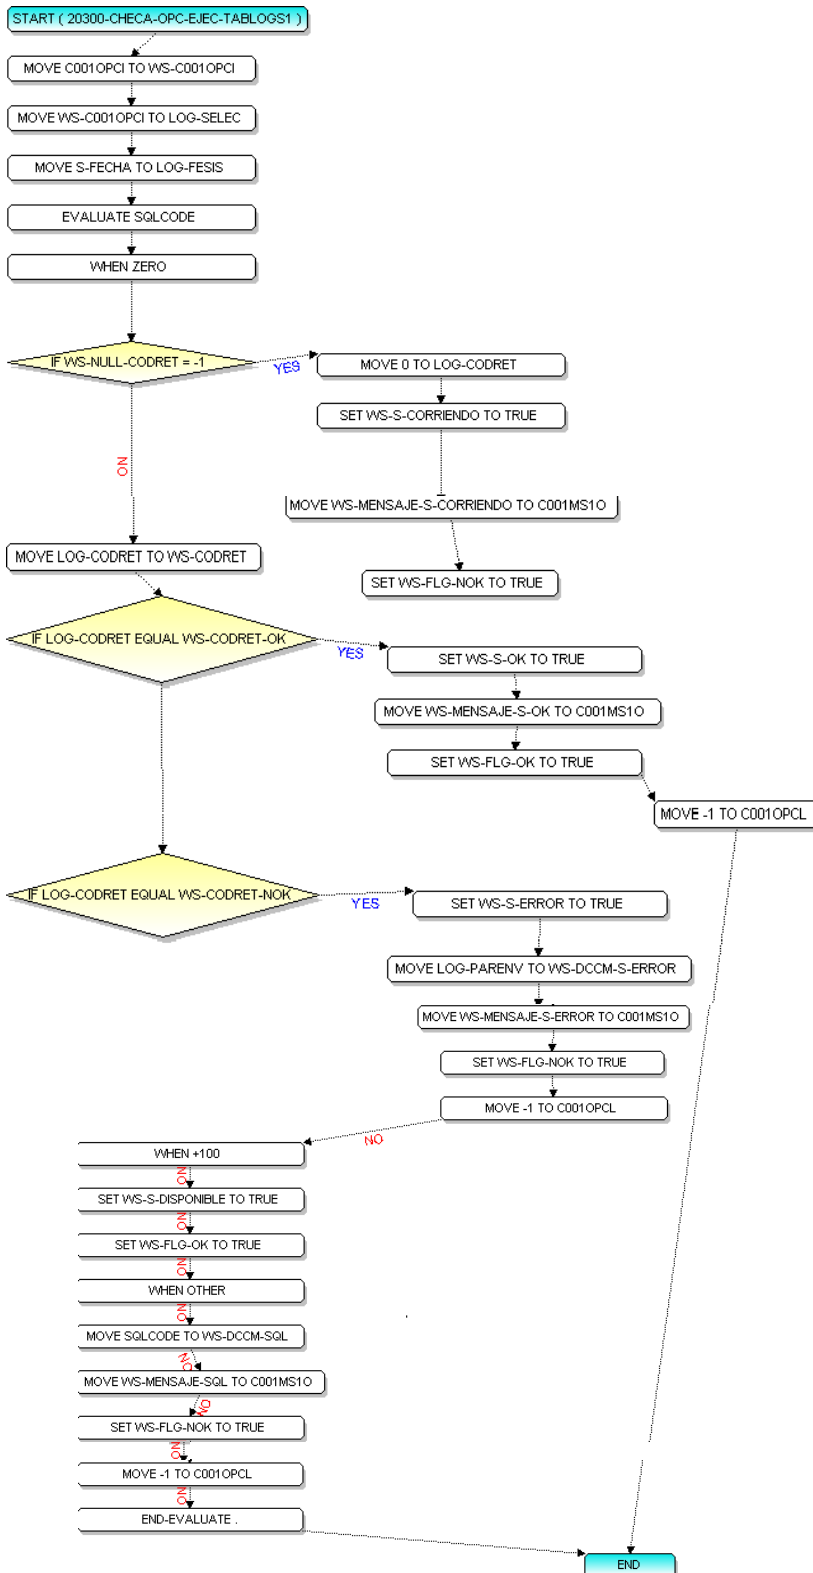 START ( 20300-CHECA-OPC-EJEC-TABLOGS1 )
MOVE C001OPCI TO WS-C001OPCI
MOVE WS-C001OPCI TO LOG-SELEC
MOVE S-FECHA TO LOG-FESIS
EVALUATE SQLCODE
WHEN ZERO
IF WS-NULL-CODRET = -1
YES
MOVE 0 TO LOG-CODRET
SET WS-S-CORRIENDO TO TRUE
NO
MOVE WS-MENSAJE-S-CORRIENDO TO C001MS1O
MOVE LOG-CODRET TO WS-CODRET
SET WS-FLG-NOK TO TRUE
IF LOG-CODRET EQUAL WS-CODRET-OK
YES
SET WS-S-OK TO TRUE
MOVE WS-MENSAJE-S-OK TO C001MS1O
SET WS-FLG-OK TO TRUE
MOVE -1 TO C001OPCL
IF LOG-CODRET EQUAL WS-CODRET-NOK
YES
SET WS-S-ERROR TO TRUE
MOVE LOG-PARENV TO WS-DCCM-S-ERROR
MOVE WS-MENSAJE-S-ERROR TO C001MS1O
SET WS-FLG-NOK TO TRUE
MOVE -1 TO C001OPCL
NO
WHEN +100
NO
SET WS-S-DISPONIBLE TO TRUE
NO
SET WS-FLG-OK TO TRUE
NO
WHEN OTHER
NO
MOVE SQLCODE TO WS-DCCM-SQL
NO
MOVE WS-MENSAJE-SQL TO C001MS1O
NO
SET WS-FLG-NOK TO TRUE
NO
MOVE -1 TO C001OPCL
NO
END-EVALUATE .
END